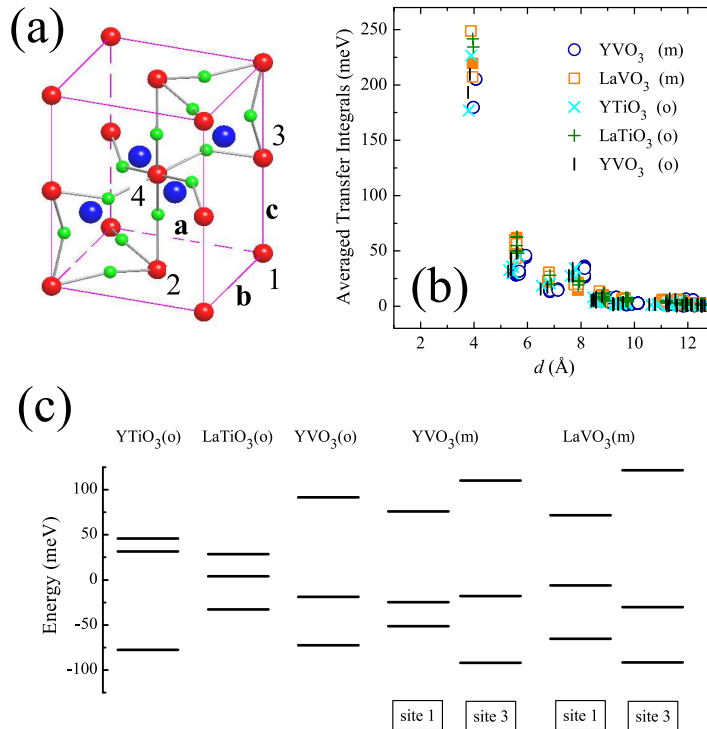 (a)
3
4
a
c
1
2
b
Averaged Transfer Integrals (meV)
250
200
150
100
50
0
2 4 6 8 10 12
d (Å)
(b)
YVO3 (m)
LaVO3 (m)
YTiO3 (o)
LaTiO3 (o)
YVO3 (o)
(c)
YTiO3(o) LaTiO3(o) YVO3(o) YVO3(m) LaVO3(m)
Energy (meV)
100
50
0
-50
-100
site 1 site 3 site 1 site 3